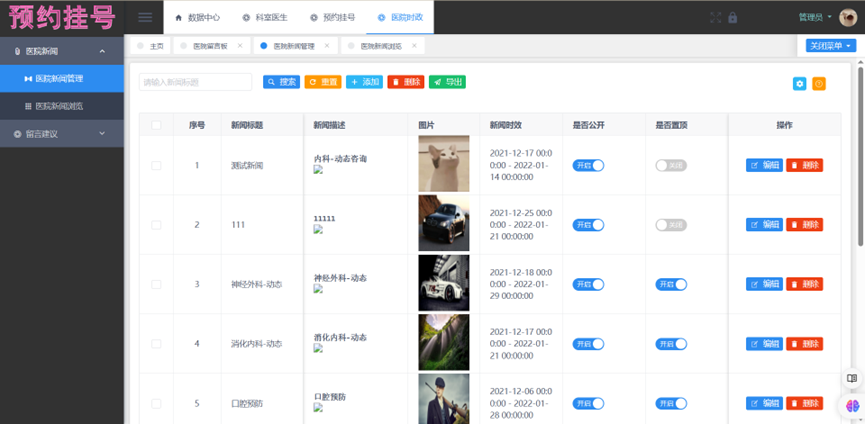 预约挂号
数据中心
科室医生
预约挂号
医院时政
管理员
主页
医院留言板
医院新闻管理
医院新闻浏览
关闭菜单
医院新闻
医院新闻管理
医院新闻浏览
留言建议
请输入新闻标题
搜索
重置
添加
删除
导出
序号 新闻标题 新闻描述 图片 新闻时效 是否公开 是否置顶 操作
1 测试新闻 内科-动态咨询 2021-12-17 00:0
0:00 - 2022-01-
14 00:00:00
开启 关闭 编辑 删除
2 111 11111 2021-12-25 00:0
0:00 - 2022-01-
21 00:00:00
开启 关闭 编辑 删除
3 神经外科-动态 神经外科-动态 2021-12-18 00:0
0:00 - 2022-01-
29 00:00:00
开启 开启 编辑 删除
4 消化内科-动态 消化内科-动态 2021-12-17 00:0
0:00 - 2022-01-
21 00:00:00
开启 开启 编辑 删除
5 口腔预防 口腔预防 2021-12-06 00:0
0:00 - 2022-01-
28 00:00:00
开启 开启 编辑 删除